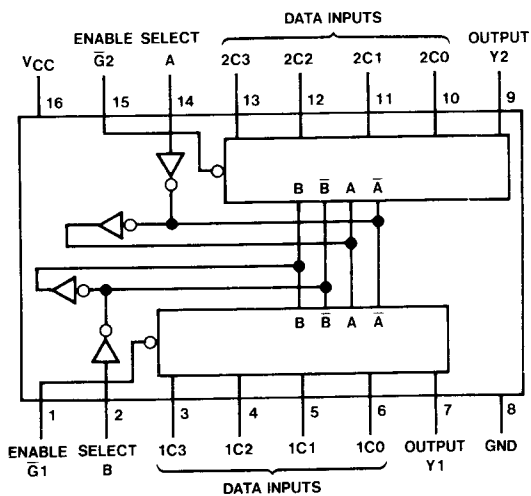 DATA INPUTS
ENABLE SELECT OUTPUT
VCC G̅2 A 2C3 2C2 2C1 2C0 Y2
16 15 14 13 12 11 10 9
B B̅ A A̅
B B̅ A A̅
1 2 3 4 5 6 7 8
ENABLE SELECT 1C3 1C2 1C1 1C0 OUTPUT GND
G̅1 B Y1
DATA INPUTS